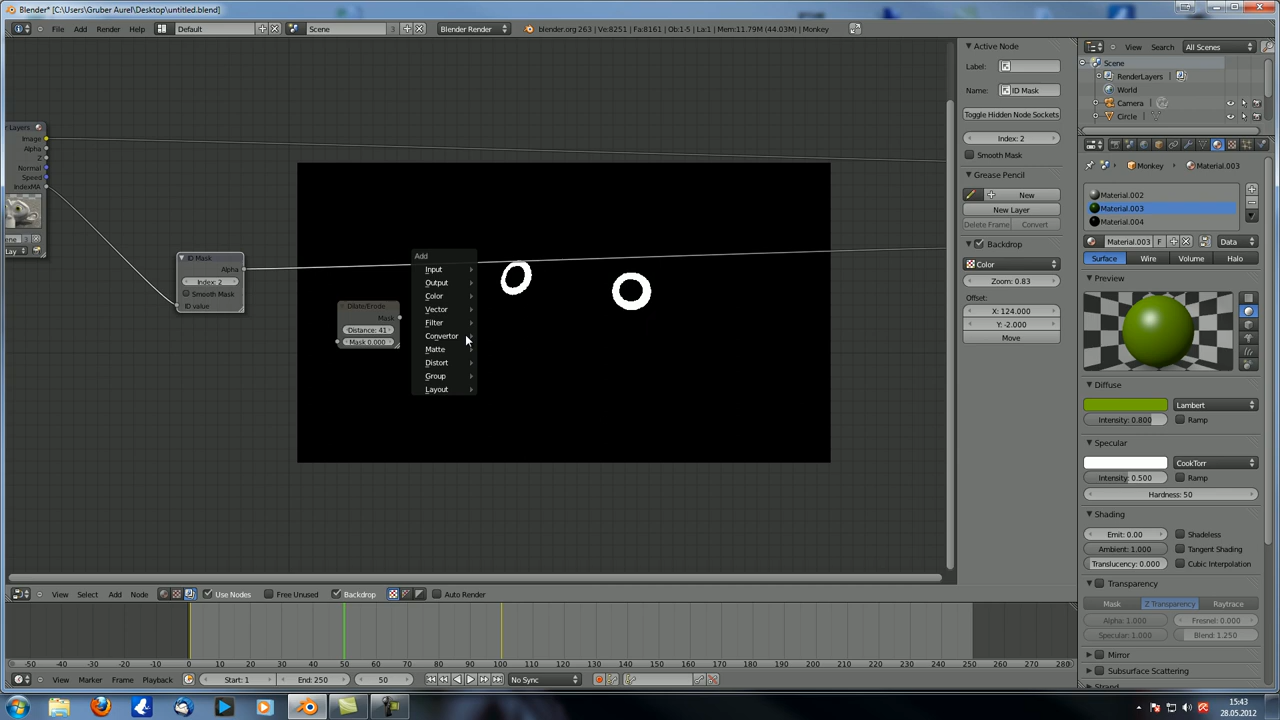 Blender* [C:\Users\Gruber Aurel\Desktop\untitled.blend]
File Add Render Help Default Scene 3 Blender Render blender.org 263 | Ve:8251 | Fa:8161 | Ob:1-5 | La:1 | Mem:11.79M (44.03M) | Monkey
Layers
Image
Alpha
Z
Normal
Speed
IndexMA
ID Mask
Alpha
Index: 2
Smooth Mask
ID value
Dilate/Erode
Mask
Distance: 41
Mask 0.000
Add
Input
Output
Color
Vector
Filter
Convertor
Matte
Distort
Group
Layout
Active Node
Label:
Name: ID Mask
Toggle Hidden Node Sockets
Index: 2
Smooth Mask
Grease Pencil
New
New Layer
Delete Frame Convert
Backdrop
Color
Zoom: 0.83
Offset:
X: 124.000
Y: -2.000
Move
View Search All Scenes
Scene
RenderLayers
World
Camera
Circle
Monkey Material.003
Material.002
Material.003
Material.004
Material.003 F Data
Surface Wire Volume Halo
Preview
Diffuse
Lambert
Intensity: 0.800 Ramp
Specular
CookTorr
Intensity: 0.500 Ramp
Hardness: 50
Shading
Emit: 0.00 Shadeless
Ambient: 1.000 Tangent Shading
Translucency: 0.000 Cubic Interpolation
Transparency
Mask Z Transparency Raytrace
Alpha: 1.000 Fresnel: 0.000
Specular: 1.000 Blend: 1.250
Mirror
Subsurface Scattering
Strand
View Select Add Node Use Nodes Free Unused Backdrop Auto Render
-50 -40 -30 -20 -10 0 10 20 30 40 50 60 70 80 90 100 110 120 130 140 150 160 170 180 190 200 210 220 230 240 250 260 270 280
View Marker Frame Playback Start: 1 End: 250 50 No Sync
15:43
28.05.2012